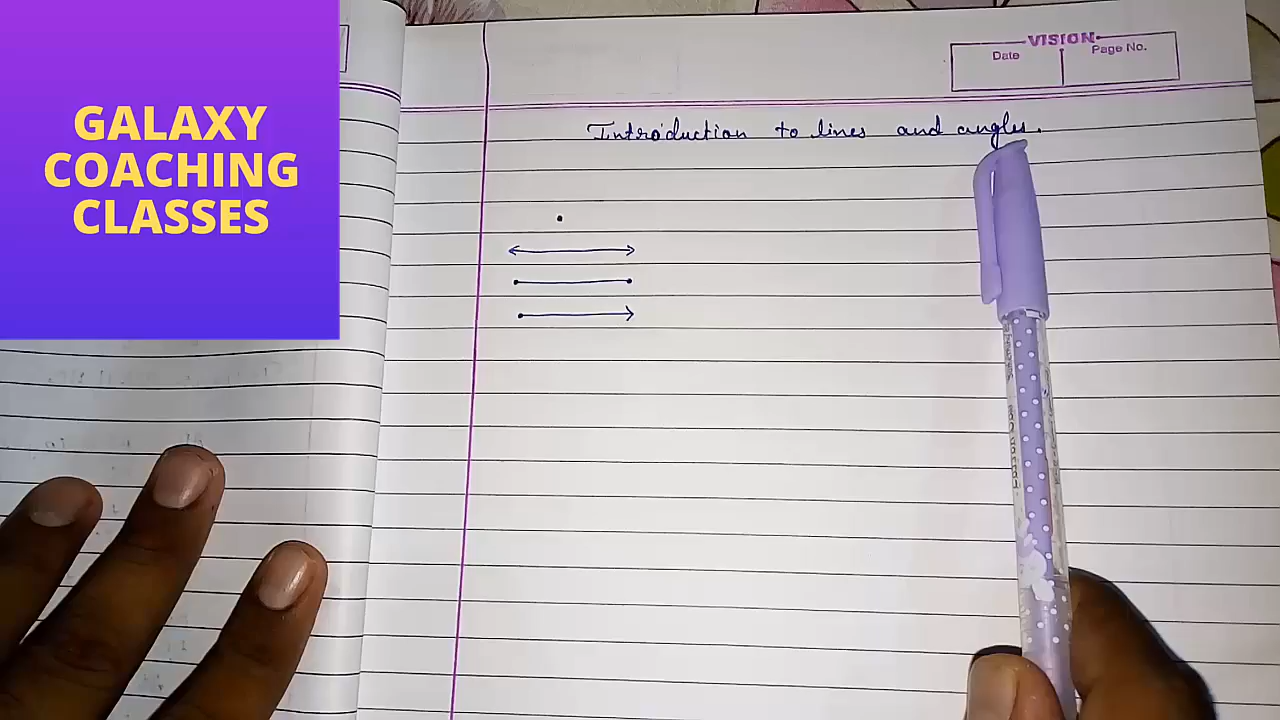 GALAXY
COACHING
CLASSES
VISION
Date
Page No.
Introduction to lines and angles.